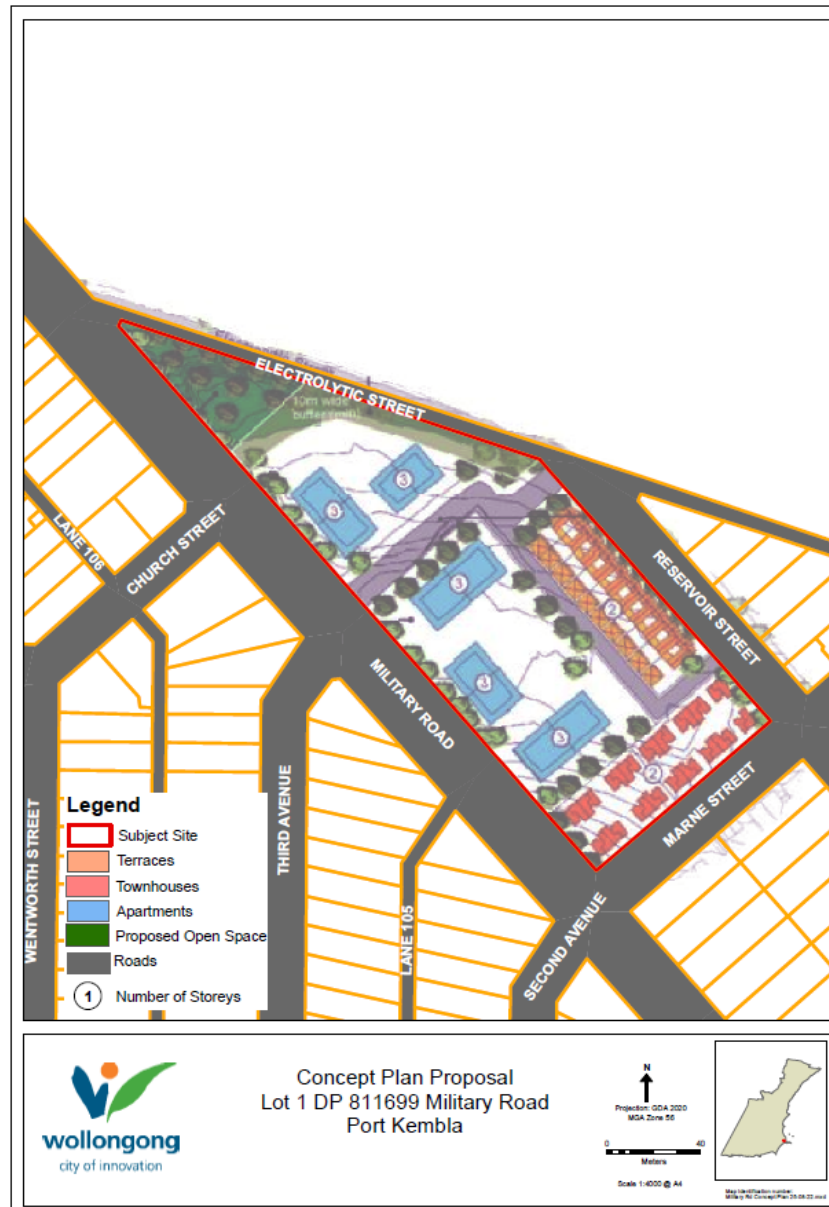 ELECTROLYTIC STREET
10m wide
LANE 106
CHURCH STREET
3
3
3
3
3
2
2
RESERVOIR STREET
MILITARY ROAD
MARNE STREET
WENTWORTH STREET
THIRD AVENUE
LANE 105
SECOND AVENUE
Legend
Subject Site
Terraces
Townhouses
Apartments
Proposed Open Space
Roads
1 Number of Storeys
wollongong
city of innovation
Concept Plan Proposal
Lot 1 DP 811699 Military Road
Port Kembla
N
Projection: GDA 2020
MGA Zone 56
0 40
Meters
Scale 1:4000 @ A4
Map Identification number: